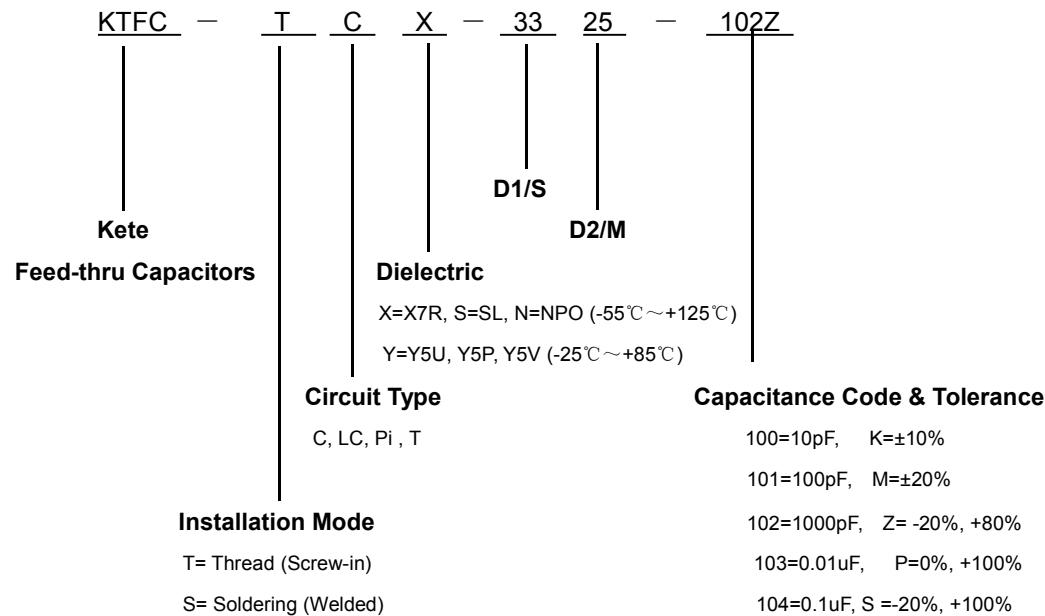 KTFC — T C X — 33 25 — 102Z
D1/S
Kete D2/M
Feed-thru Capacitors Dielectric
X=X7R, S=SL, N=NPO (-55℃～+125℃)
Y=Y5U, Y5P, Y5V (-25℃～+85℃)
Circuit Type Capacitance Code & Tolerance
C, LC, Pi , T 100=10pF, K=±10%
101=100pF, M=±20%
Installation Mode 102=1000pF, Z= -20%, +80%
T= Thread (Screw-in) 103=0.01uF, P=0%, +100%
S= Soldering (Welded) 104=0.1uF, S =-20%, +100%